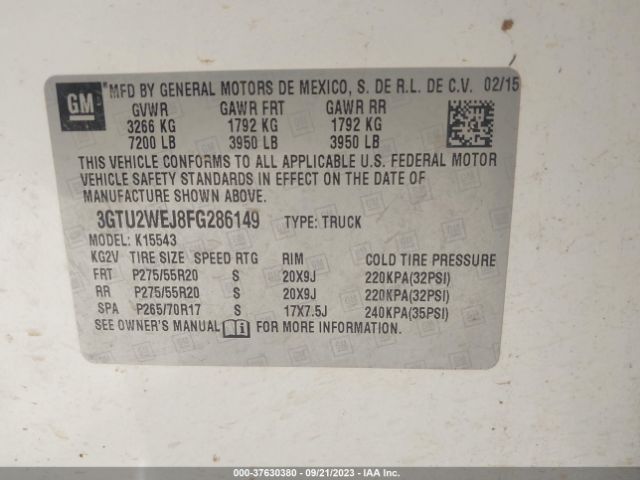 GM MFD BY GENERAL MOTORS DE MEXICO, S. DE R.L. DE C.V. 02/15
GVWR GAWR FRT GAWR RR
3266 KG 1792 KG 1792 KG
7200 LB 3950 LB 3950 LB
THIS VEHICLE CONFORMS TO ALL APPLICABLE U.S. FEDERAL MOTOR
VEHICLE SAFETY STANDARDS IN EFFECT ON THE DATE OF
MANUFACTURE SHOWN ABOVE.
3GTU2WEJ8FG286149 TYPE: TRUCK
MODEL: K15543
KG2V TIRE SIZE SPEED RTG RIM COLD TIRE PRESSURE
FRT P275/55R20 S 20X9J 220KPA(32PSI)
RR P275/55R20 S 20X9J 220KPA(32PSI)
SPA P265/70R17 S 17X7.5J 240KPA(35PSI)
SEE OWNER'S MANUAL FOR MORE INFORMATION.
000-37630380 - 09/21/2023 - IAA Inc.